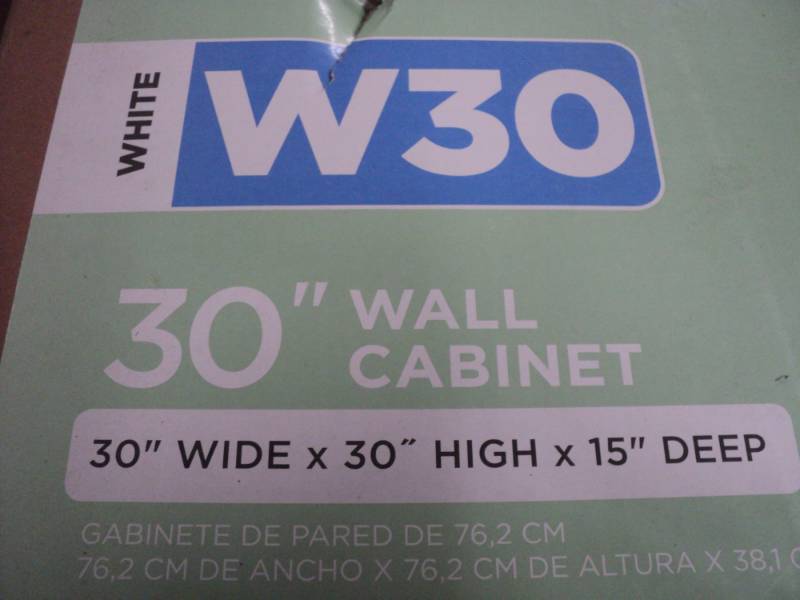 WHITE
W30
30" WALL
CABINET
30" WIDE x 30˝ HIGH x 15" DEEP
GABINETE DE PARED DE 76,2 CM
76,2 CM DE ANCHO X 76,2 CM DE ALTURA X 38,1